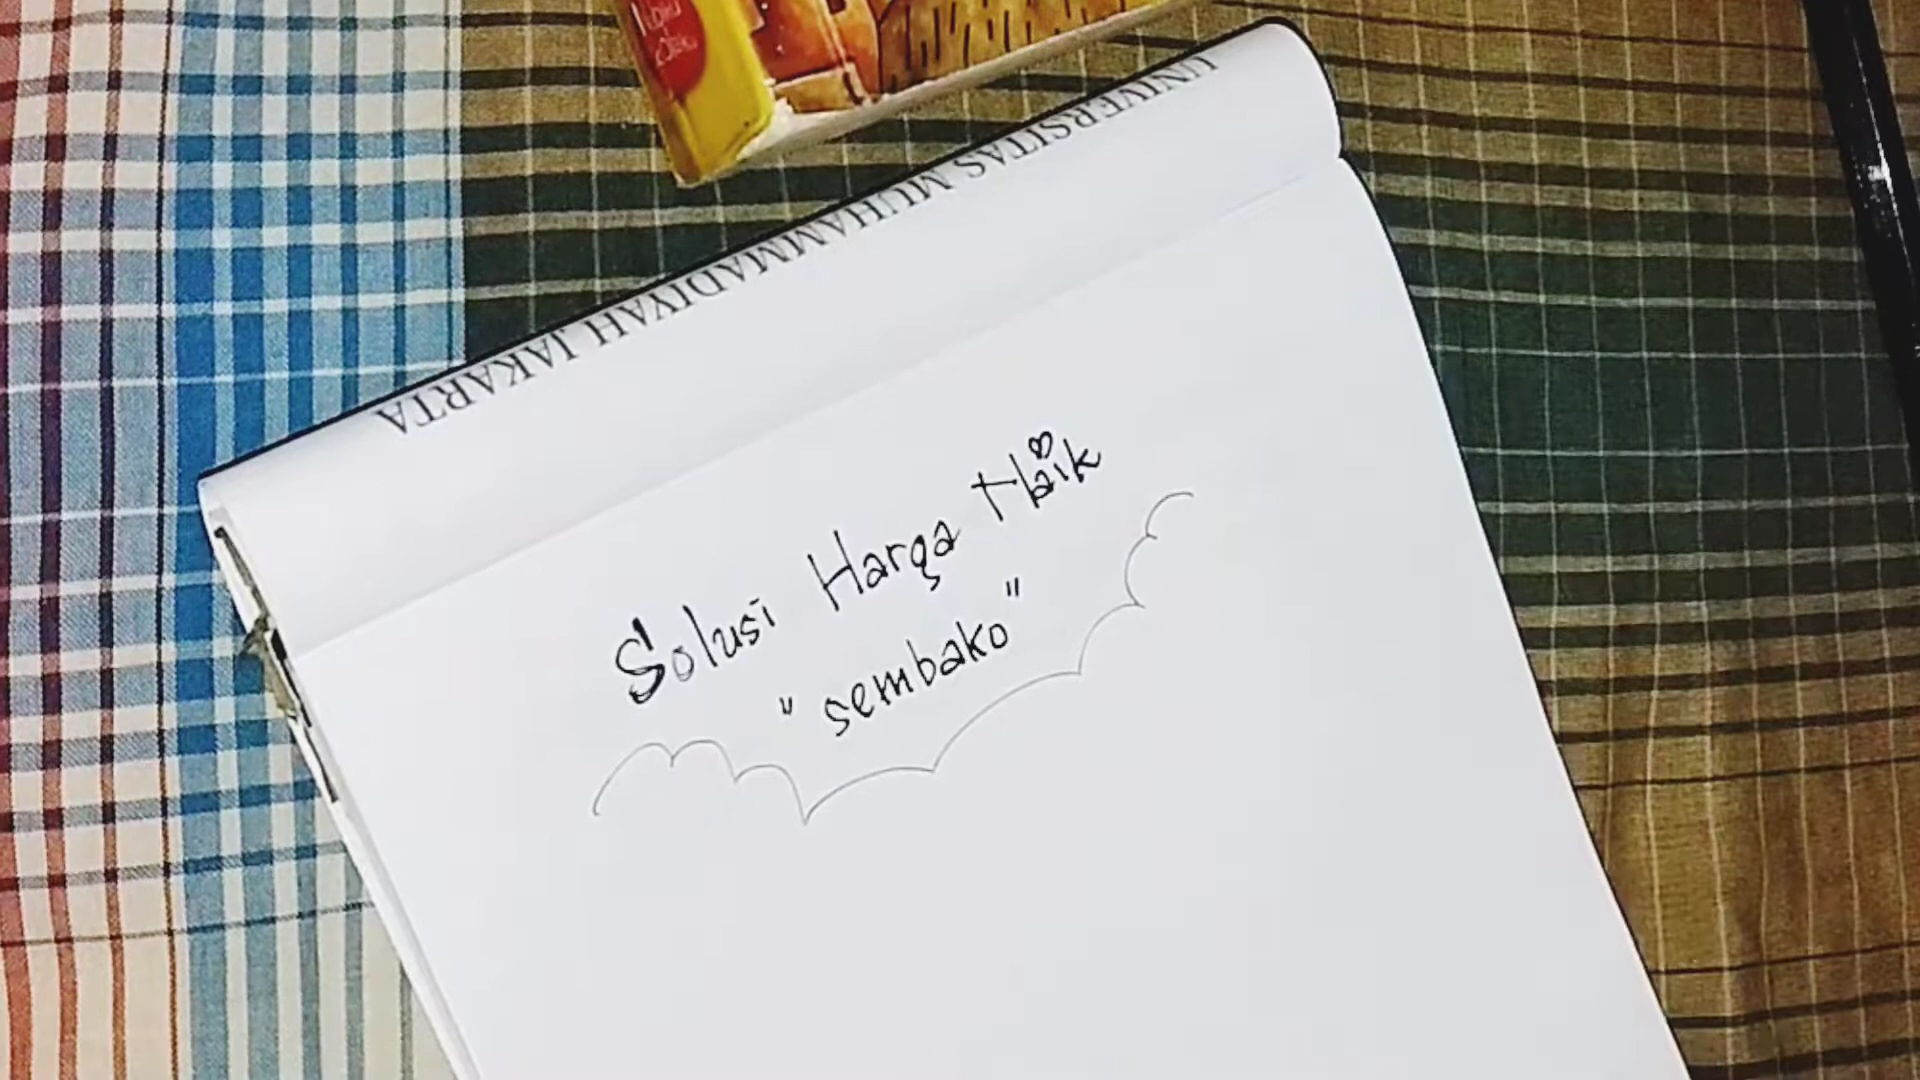 UNIVERSITAS MUHAMMADIYAH JAKARTA
Solusi Harga Naik
"sembako"